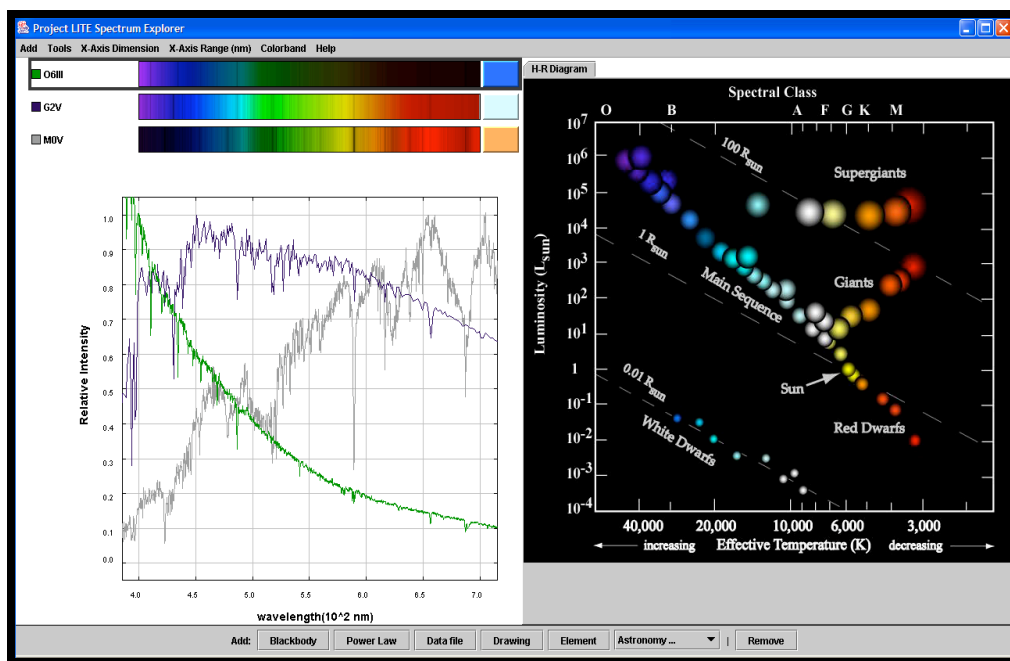 Project LITE Spectrum Explorer
Add Tools X-Axis Dimension X-Axis Range (nm) Colorband Help
O6III
G2V
M0V
Relative Intensity
1.0
0.9
0.8
0.7
0.6
0.5
0.4
0.3
0.2
0.1
0.0
4.0 4.5 5.0 5.5 6.0 6.5 7.0
wavelength(10^2 nm)
H-R Diagram
Spectral Class
O B A F G K M
Luminosity (Lsun)
10^7
10^6
10^5
10^4
10^3
10^2
10^1
1
10^-1
10^-2
10^-3
10^-4
100 Rsun
Supergiants
1 Rsun
Giants
Main Sequence
Sun
0.01 Rsun
Red Dwarfs
White Dwarfs
40,000 20,000 10,000 6,000 3,000
increasing Effective Temperature (K) decreasing
Add: Blackbody Power Law Data file Drawing Element Astronomy ... | Remove